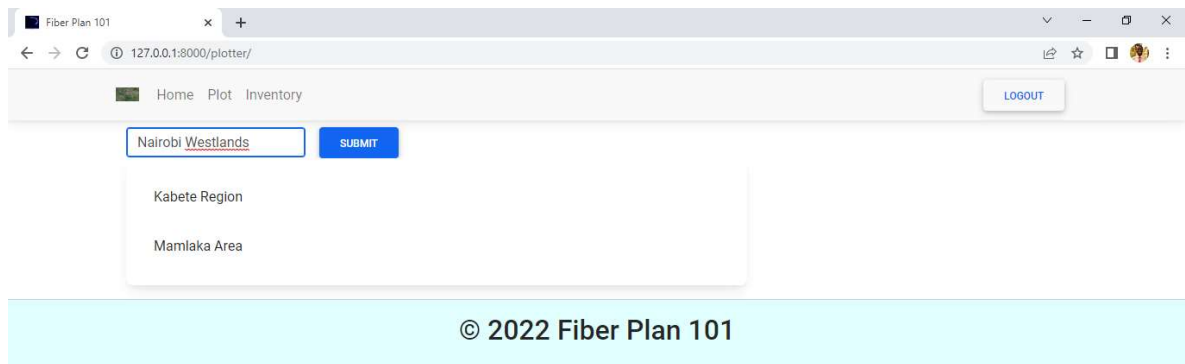 Fiber Plan 101
127.0.0.1:8000/plotter/
Home Plot Inventory
LOGOUT
Nairobi Westlands
SUBMIT
Kabete Region
Mamlaka Area
© 2022 Fiber Plan 101